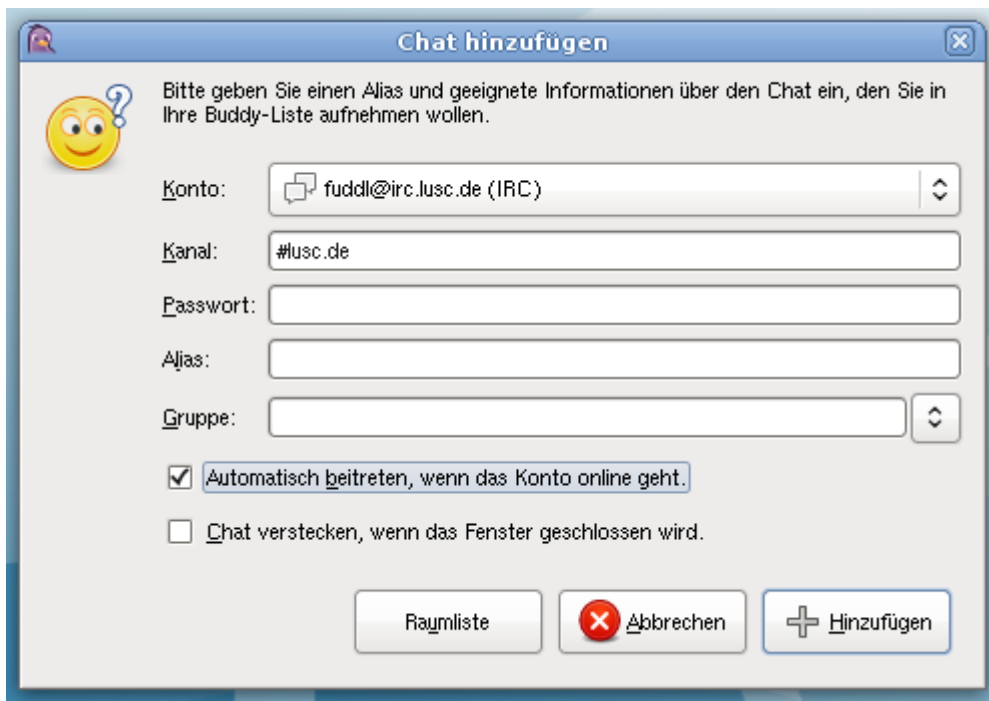 Chat hinzufügen
Bitte geben Sie einen Alias und geeignete Informationen über den Chat ein, den Sie in
Ihre Buddy-Liste aufnehmen wollen.
Konto: fuddl@irc.lusc.de (IRC)
Kanal: #lusc.de
Passwort:
Alias:
Gruppe:
Automatisch beitreten, wenn das Konto online geht.
Chat verstecken, wenn das Fenster geschlossen wird.
Raumliste Abbrechen Hinzufügen